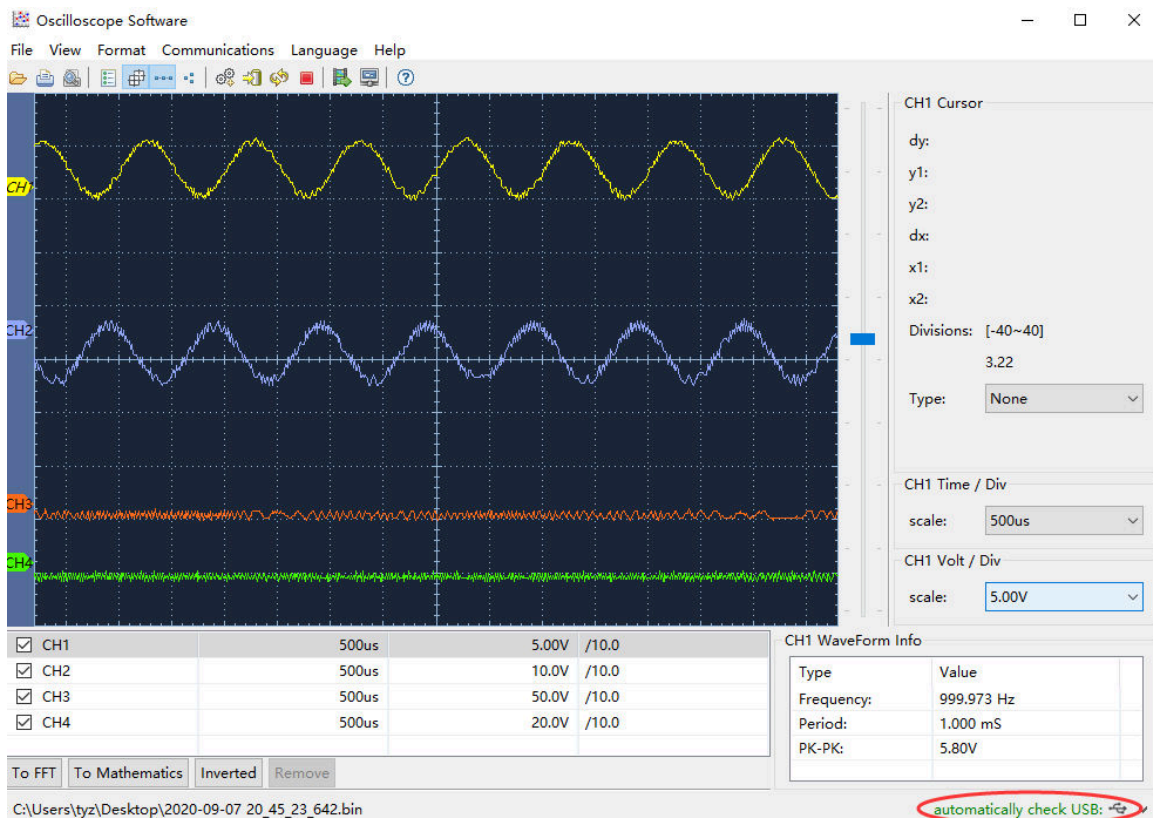 Oscilloscope Software
File View Format Communications Language Help
CH1 Cursor
dy:
y1:
y2:
dx:
x1:
x2:
Divisions: [-40~40]
3.22
Type: None
CH
CH2
CH3
CH4
CH1 Time / Div
scale: 500us
CH1 Volt / Div
scale: 5.00V
CH1 500us 5.00V /10.0
CH2 500us 10.0V /10.0
CH3 500us 50.0V /10.0
CH4 500us 20.0V /10.0
CH1 WaveForm Info
Type Value
Frequency: 999.973 Hz
Period: 1.000 mS
PK-PK: 5.80V
To FFT To Mathematics Inverted Remove
C:\Users\tyz\Desktop\2020-09-07 20_45_23_642.bin
automatically check USB: